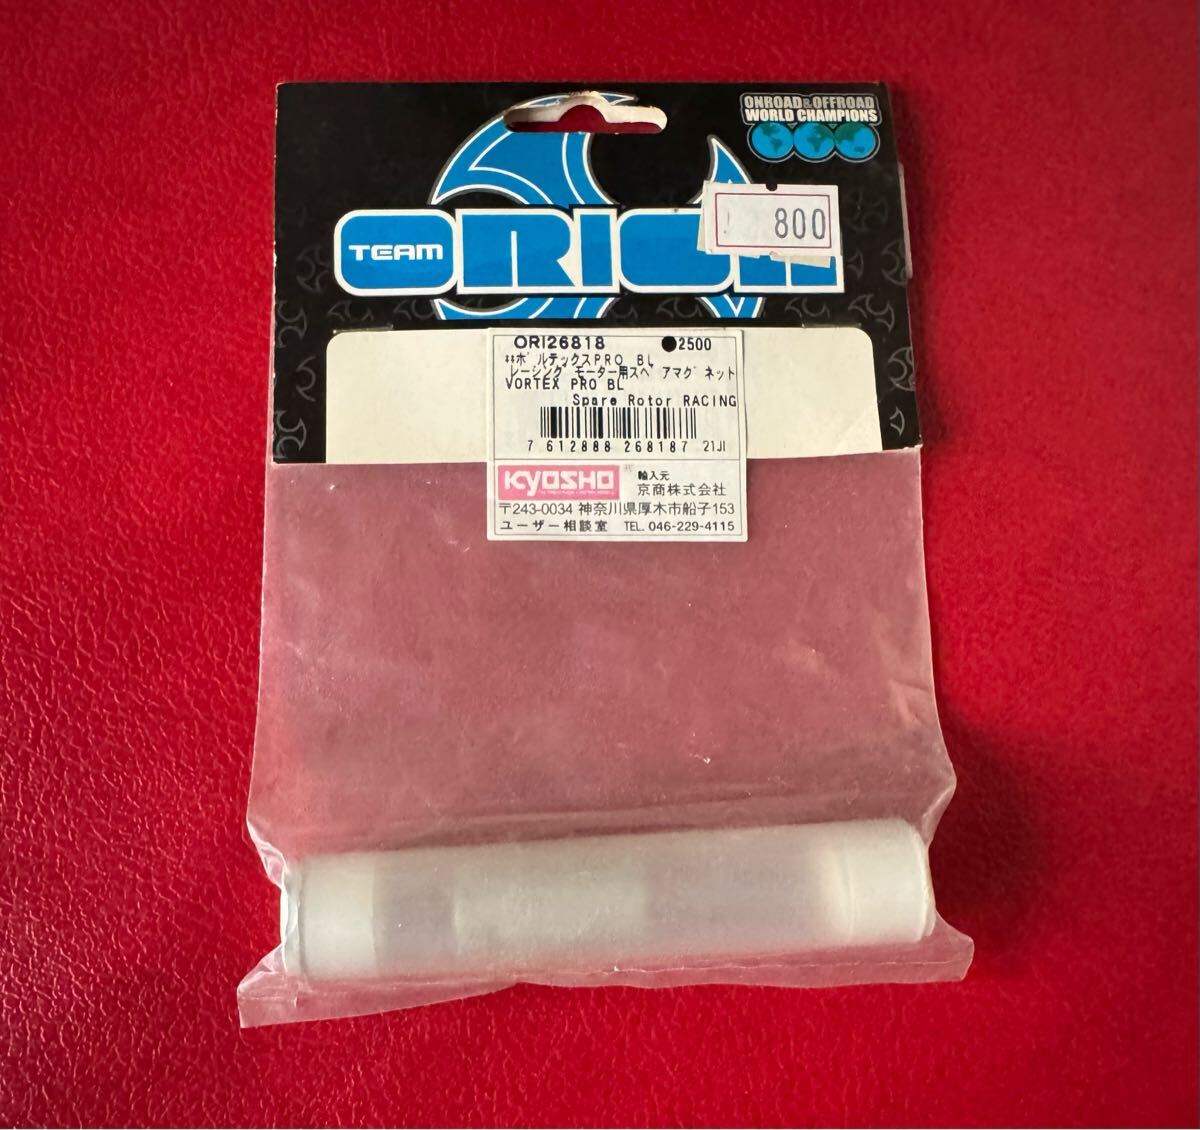 ONROAD&OFFROAD
WORLD CHAMPIONS
TEAM ORION
800
ORI26818 ●2500
**ボルテックスPRO BL
レーシングモーター用スペアマグネット
VORTEX PRO BL
Spare Rotor RACING
7 612888 268187 21JI
KYOSHO
輸入元
京商株式会社
〒243-0034 神奈川県厚木市船子153
ユーザー相談室 TEL. 046-229-4115